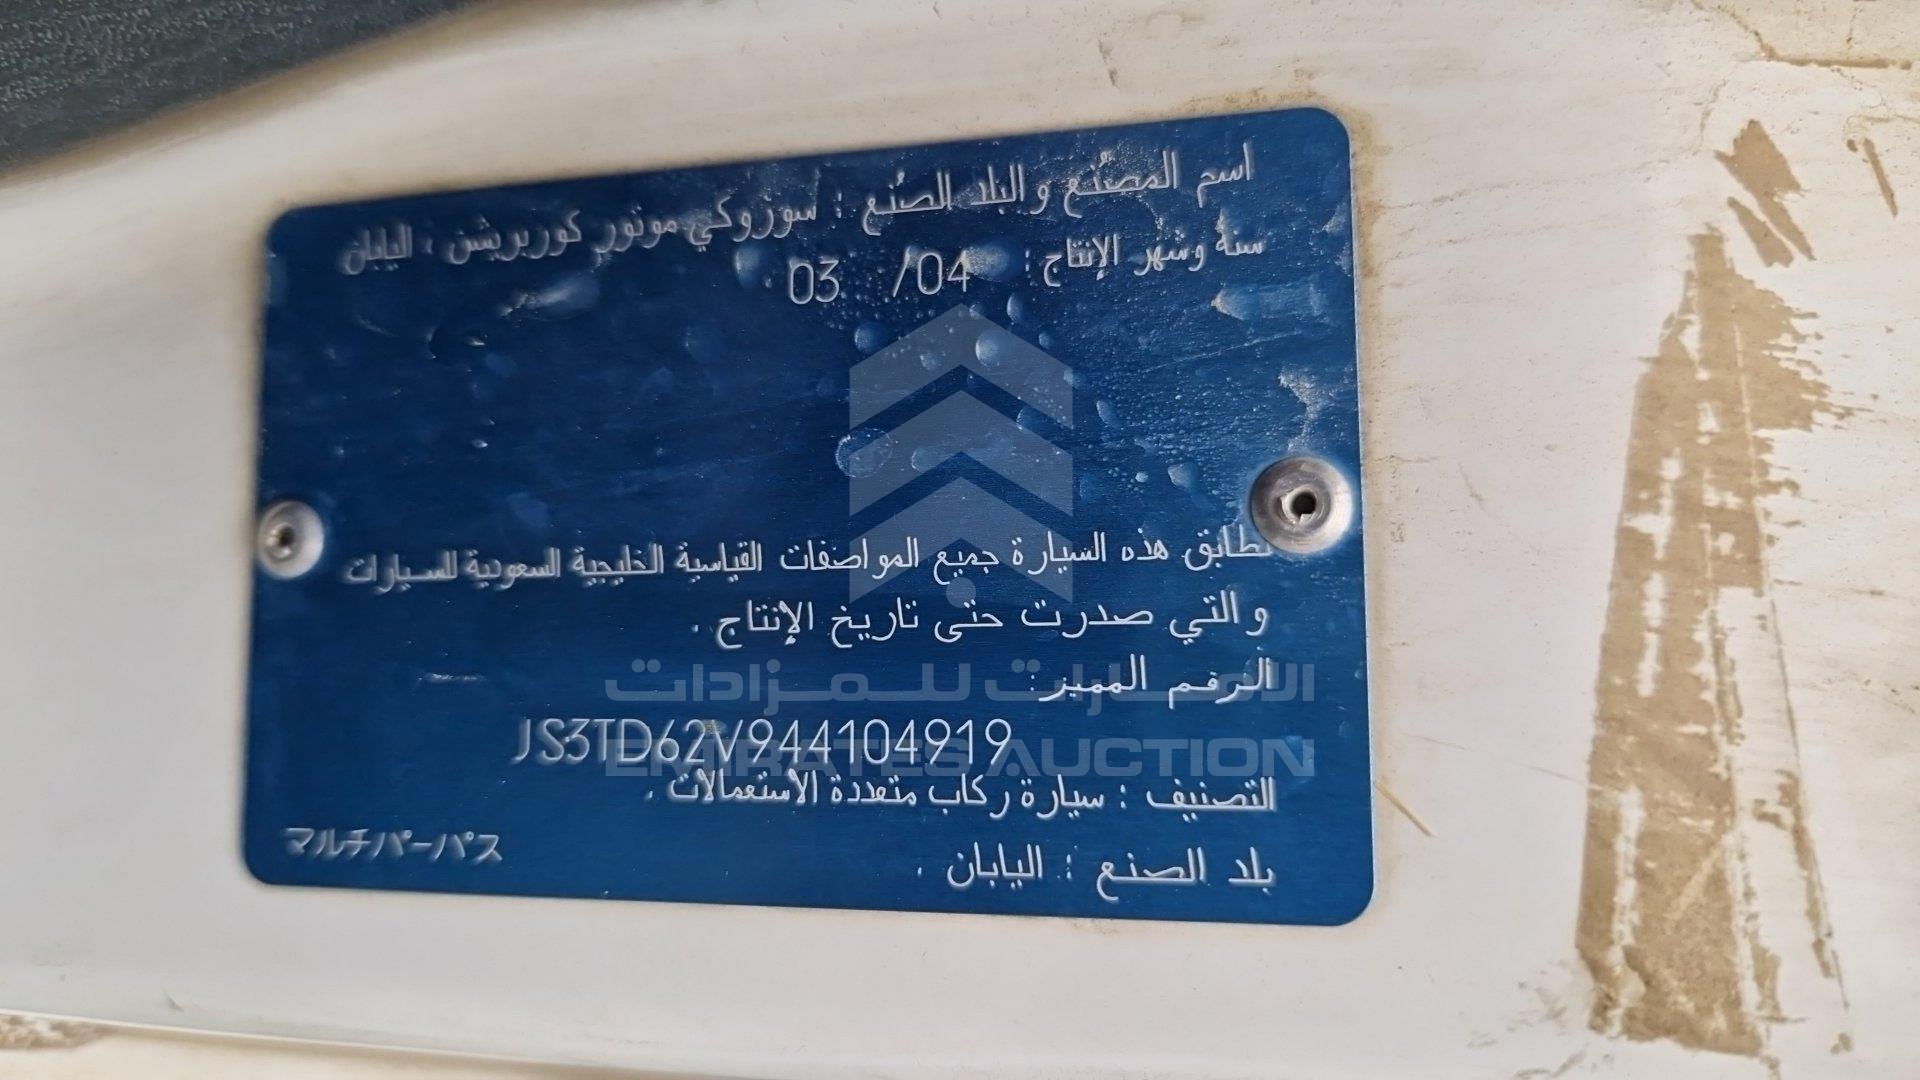 اسم المصنع والبلد الصنع : سوزوكي موتور كوربريشن ، اليابان
سنة وشهر الإنتاج :
03 /04
تطابق هذه السيارة جميع المواصفات القياسية الخليجية السعودية للسيارات
والتي صدرت حتى تاريخ الإنتاج .
الرقم المميز :
JS3TD62V944104919
التصنيف : سيارة ركاب متعددة الأستعمالات .
マルチパーパス
بلد الصنع : اليابان .
الامارات للمزادات
EMIRATES AUCTION